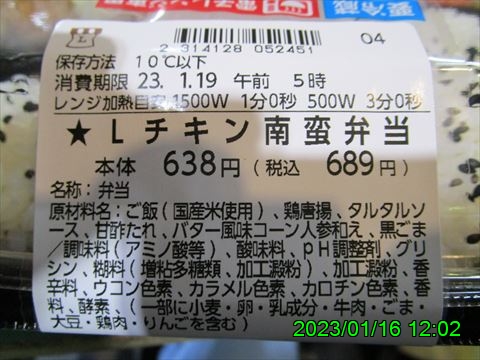 要冷蔵
2 314128 052451
04
保存方法 10℃以下
消費期限 23. 1.19 午前 5時
レンジ加熱目安 1500W 1分0秒 500W 3分0秒
★Lチキン南蛮弁当
本体 638円(税込 689円)
名称:弁当
原材料名:ご飯(国産米使用)、鶏唐揚、タルタルソ
ース、甘酢たれ、バター風味コーン人参和え、黒ごま
/調味料(アミノ酸等)、酸味料、pH調整剤、グリ
シン、糊料(増粘多糖類、加工澱粉)、加工澱粉、香
辛料、ウコン色素、カラメル色素、カロチン色素、香
料、酵素、(一部に小麦・卵・乳成分・牛肉・ごま・
大豆・鶏肉・りんごを含む)
2023/01/16 12:02